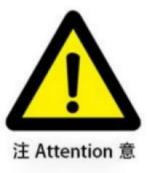 注 Attention 意